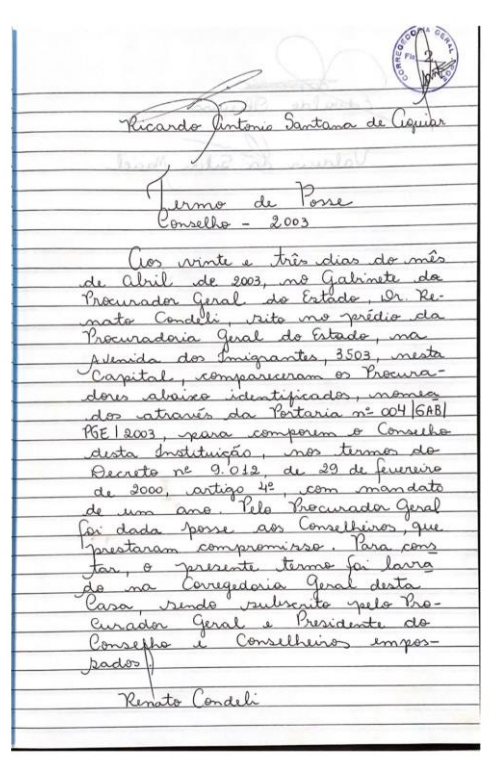 CORREGEDORIA GERAL
Fls 2
Ricardo Antonio Santana de Aguiar
Termo de Posse
Conselho - 2003
Aos vinte e três dias do mês
de Abril de 2003, no Gabinete do
Procurador Geral do Estado, Dr. Re-
nato Condeli, sito no prédio da
Procuradoria Geral do Estado, na
Avenida dos Imigrantes, 3503, nesta
Capital, compareceram os Procura-
dores abaixo identificados, nomea
dos através da Portaria nº 004/GAB/
PGE/2003, para comporem o Conselho
desta Instituição, nos termos do
Decreto nº 9.012, de 29 de fevereiro
de 2000, artigo 4º, com mandato
de um ano. Pelo Procurador Geral
foi dada posse aos Conselheiros, que
prestaram compromisso. Para cons
tar, o presente termo foi lavra
do na Corregedoria Geral desta
Casa, sendo subscrito pelo Pro-
curador Geral e Presidente do
Conselho e Conselheiros empos-
sados.
Renato Condeli